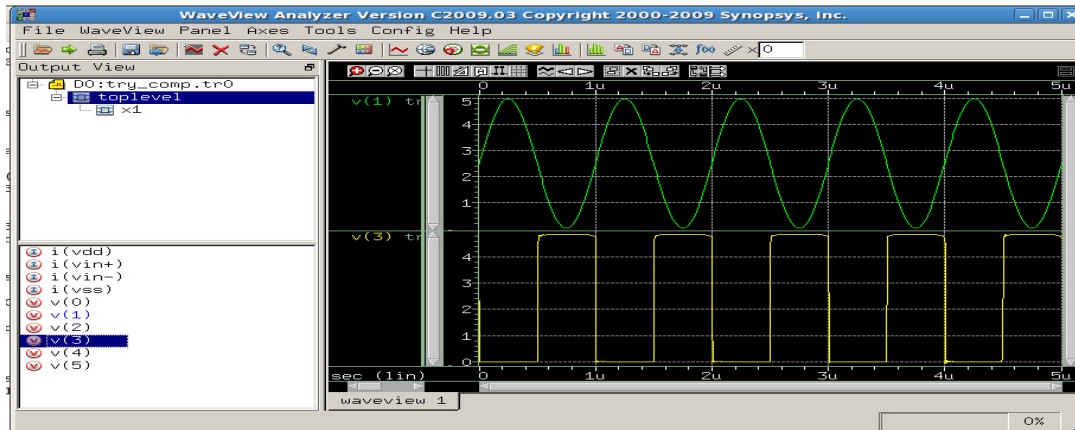 WaveView Analyzer Version C2009.03 Copyright 2000-2009 Synopsys, Inc.
File WaveView Panel Axes Tools Config Help
f(x) × 0
Output View
D0:try_comp.tr0
toplevel
x1
i(vdd)
i(vin+)
i(vin-)
i(vss)
v(0)
v(1)
v(2)
v(3)
v(4)
v(5)
0 1u 2u 3u 4u 5u
v(1) tr
5
4
3
2
1
v(3) tr
4
3
2
1
0
sec (lin) 0 1u 2u 3u 4u 5u
waveview 1
0%